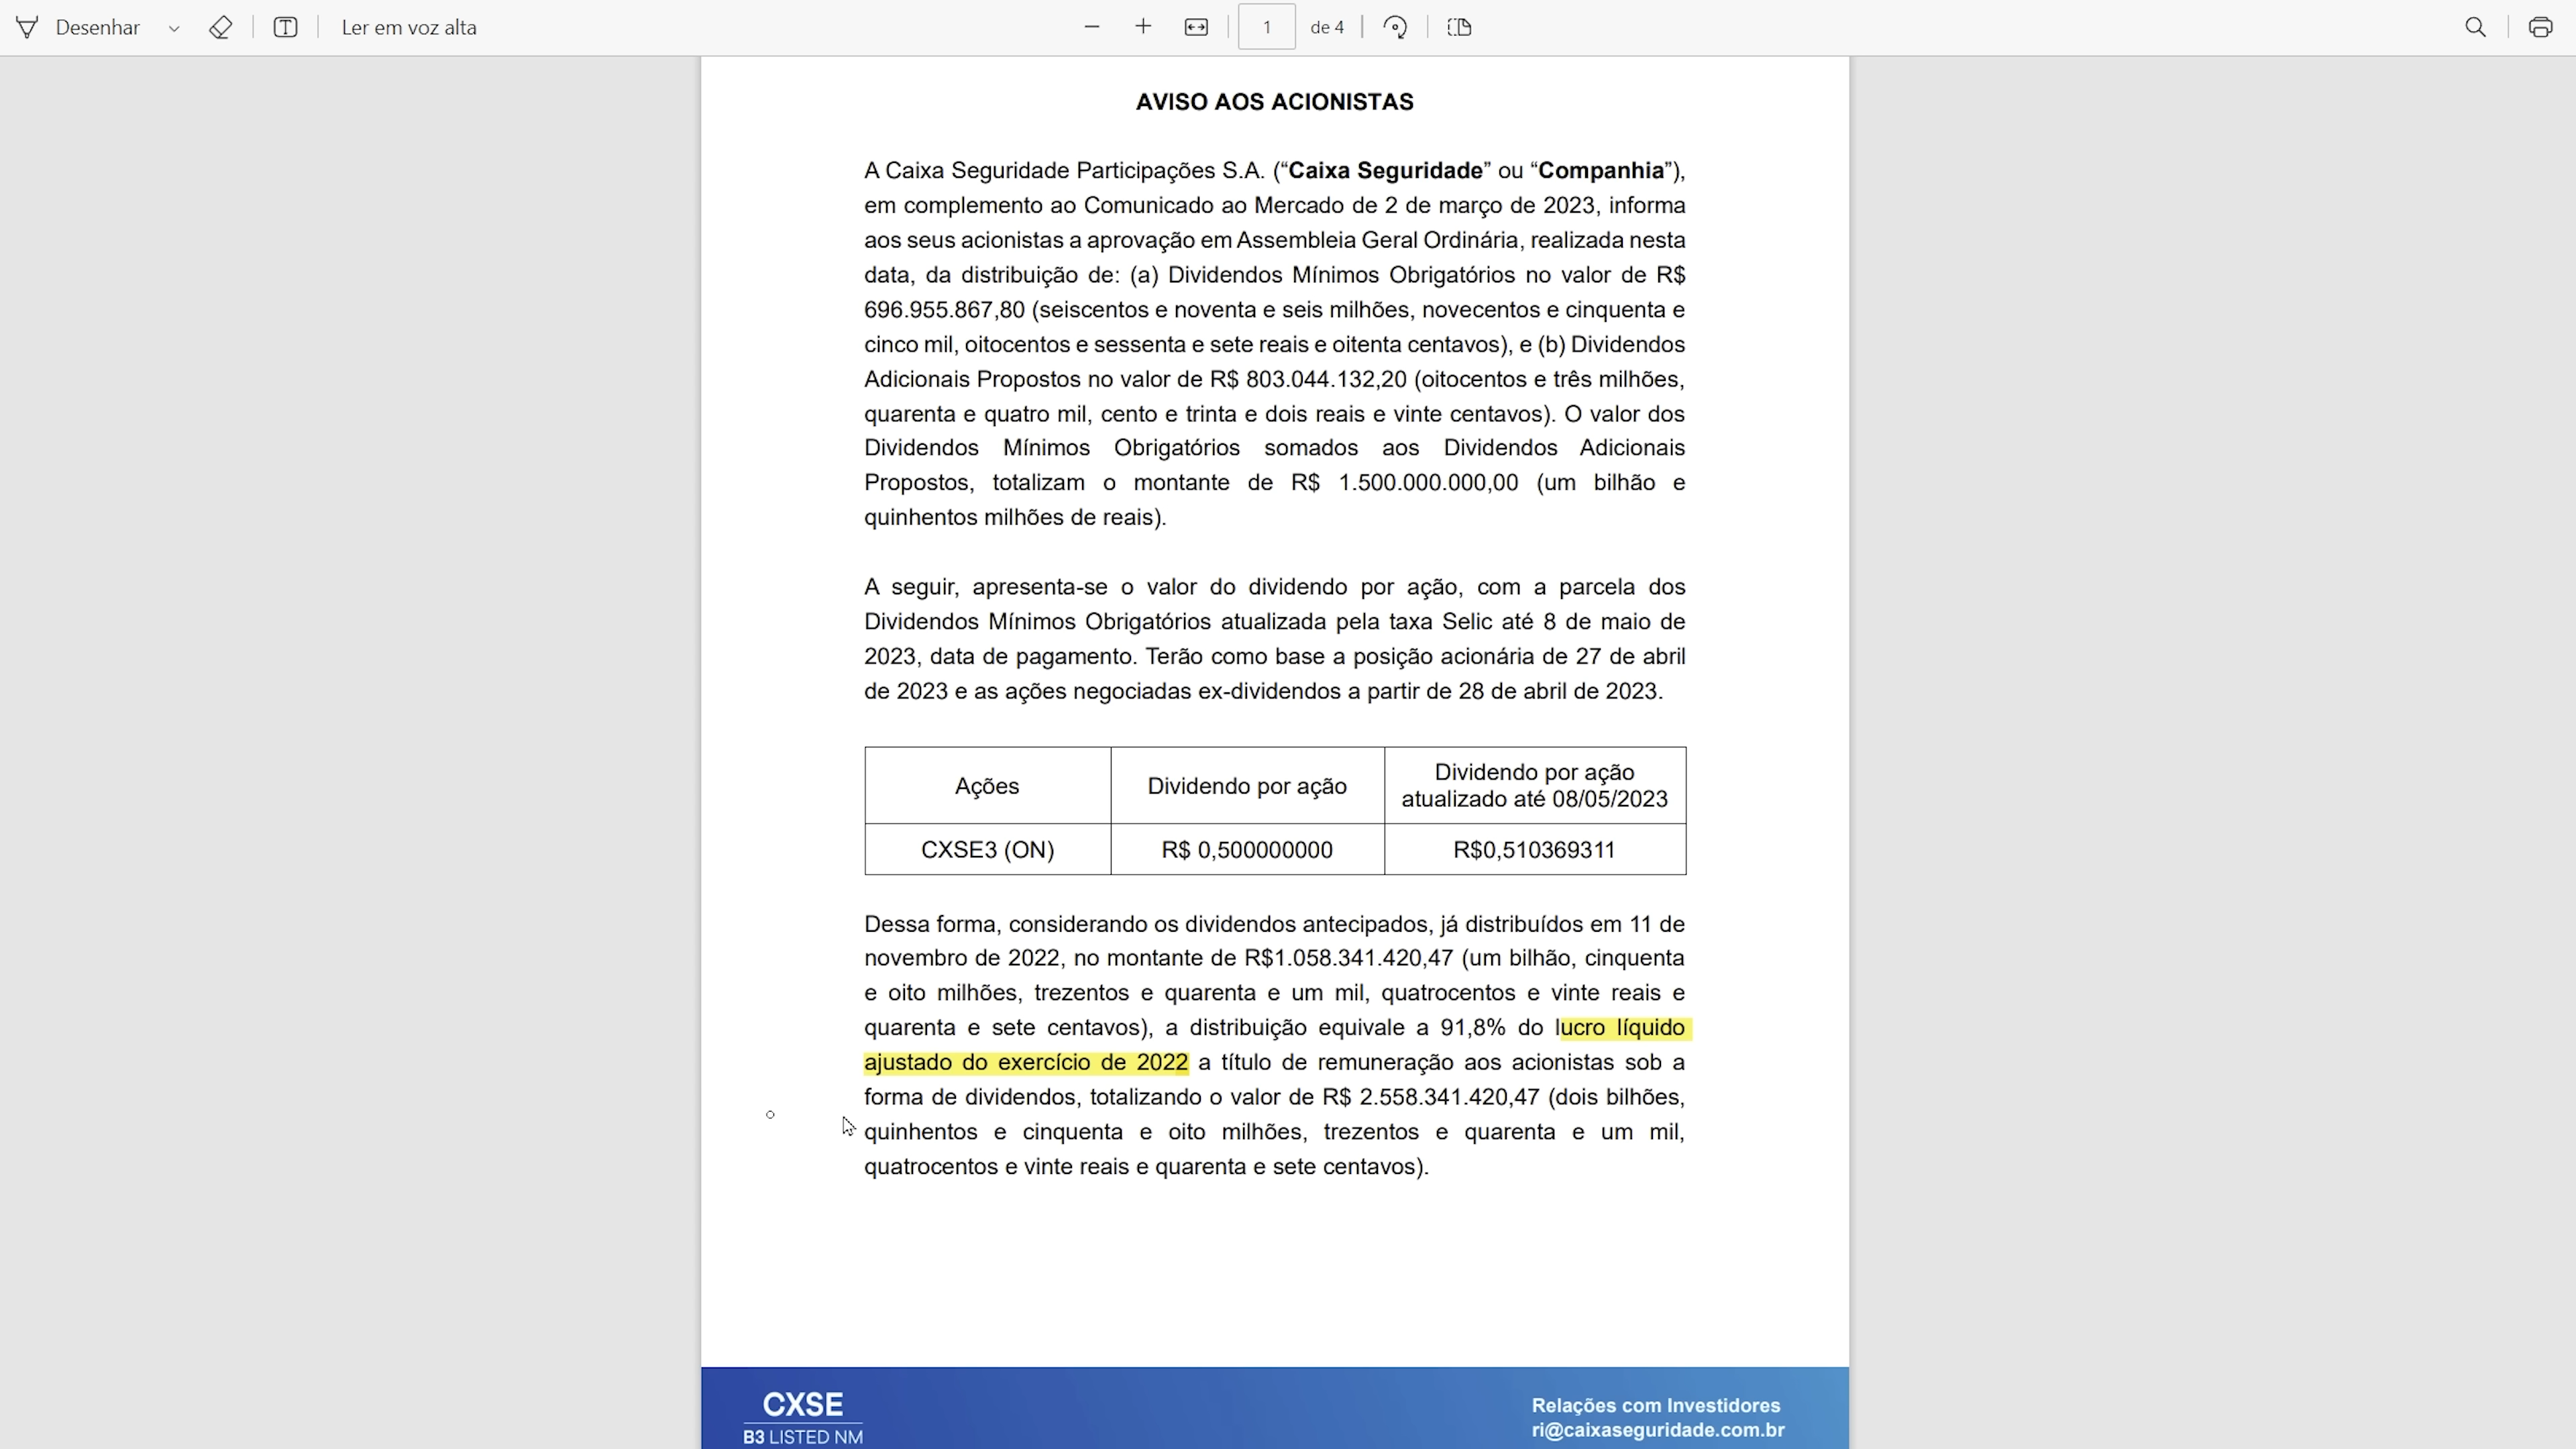 Desenhar
Ler em voz alta
1
de 4
AVISO AOS ACIONISTAS
A Caixa Seguridade Participações S.A. (“Caixa Seguridade” ou “Companhia”),
em complemento ao Comunicado ao Mercado de 2 de março de 2023, informa
aos seus acionistas a aprovação em Assembleia Geral Ordinária, realizada nesta
data, da distribuição de: (a) Dividendos Mínimos Obrigatórios no valor de R$
696.955.867,80 (seiscentos e noventa e seis milhões, novecentos e cinquenta e
cinco mil, oitocentos e sessenta e sete reais e oitenta centavos), e (b) Dividendos
Adicionais Propostos no valor de R$ 803.044.132,20 (oitocentos e três milhões,
quarenta e quatro mil, cento e trinta e dois reais e vinte centavos). O valor dos
Dividendos Mínimos Obrigatórios somados aos Dividendos Adicionais
Propostos, totalizam o montante de R$ 1.500.000.000,00 (um bilhão e
quinhentos milhões de reais).
A seguir, apresenta-se o valor do dividendo por ação, com a parcela dos
Dividendos Mínimos Obrigatórios atualizada pela taxa Selic até 8 de maio de
2023, data de pagamento. Terão como base a posição acionária de 27 de abril
de 2023 e as ações negociadas ex-dividendos a partir de 28 de abril de 2023.
Ações
Dividendo por ação
Dividendo por ação
atualizado até 08/05/2023
CXSE3 (ON)
R$ 0,500000000
R$0,510369311
Dessa forma, considerando os dividendos antecipados, já distribuídos em 11 de
novembro de 2022, no montante de R$1.058.341.420,47 (um bilhão, cinquenta
e oito milhões, trezentos e quarenta e um mil, quatrocentos e vinte reais e
quarenta e sete centavos), a distribuição equivale a 91,8% do lucro líquido
ajustado do exercício de 2022 a título de remuneração aos acionistas sob a
forma de dividendos, totalizando o valor de R$ 2.558.341.420,47 (dois bilhões,
quinhentos e cinquenta e oito milhões, trezentos e quarenta e um mil,
quatrocentos e vinte reais e quarenta e sete centavos).
CXSE
B3 LISTED NM
Relações com Investidores
ri@caixaseguridade.com.br